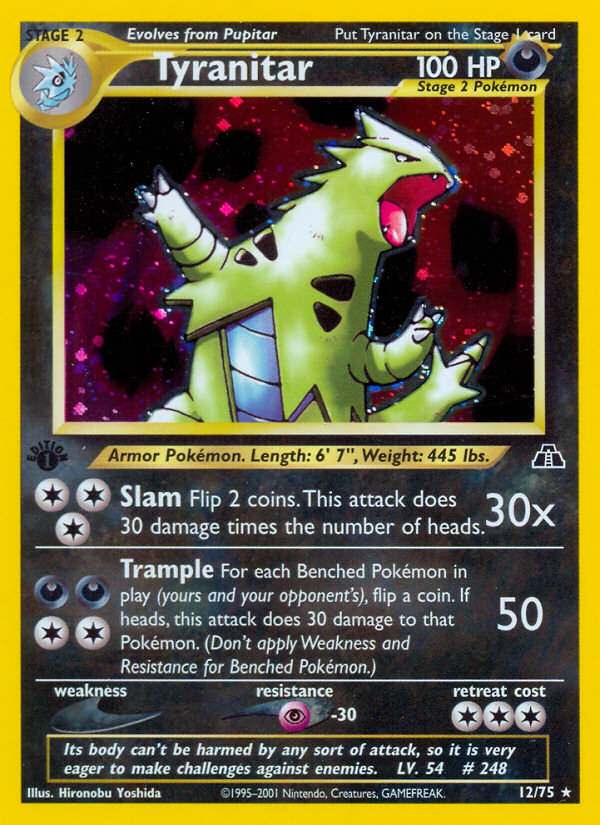 STAGE 2 Evolves from Pupitar Put Tyranitar on the Stage 1 card
Tyranitar 100 HP
Stage 2 Pokémon
EDITION
1
Armor Pokémon. Length: 6' 7", Weight: 445 lbs.
Slam Flip 2 coins. This attack does
30 damage times the number of heads. 30x
Trample For each Benched Pokémon in
play (yours and your opponent's), flip a coin. If
heads, this attack does 30 damage to that 50
Pokémon. (Don't apply Weakness and
Resistance for Benched Pokémon.)
weakness resistance retreat cost
-30
Its body can't be harmed by any sort of attack, so it is very
eager to make challenges against enemies. LV. 54 # 248
Illus. Hironobu Yoshida ©1995-2001 Nintendo, Creatures, GAMEFREAK. 12/75 ★